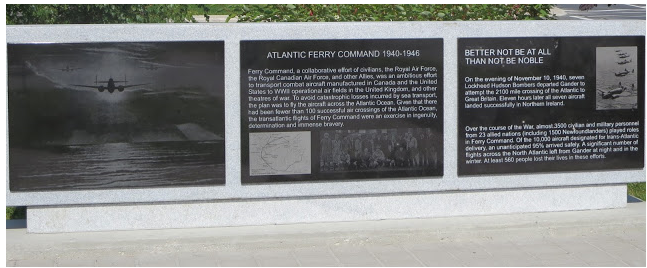 ATLANTIC FERRY COMMAND 1940-1946
Ferry Command, a collaborative effort of civilians, the Royal Air Force,
the Royal Canadian Air Force, and other Allies, was an ambitious effort
to transport combat aircraft manufactured in Canada and the United
States to WWII operational air fields in the United Kingdom, and other
theatres of war. To avoid catastrophic losses incurred by sea transport,
the plan was to fly the aircraft across the Atlantic Ocean. Given that there
had been fewer than 100 successful air crossings of the Atlantic Ocean,
the transatlantic flights of Ferry Command were an exercise in ingenuity,
determination and immense bravery.
BETTER NOT BE AT ALL
THAN NOT BE NOBLE
On the evening of November 10, 1940, seven
Lockheed Hudson Bombers departed Gander to
attempt the 2100 mile crossing of the Atlantic to
Great Britain. Eleven hours later all seven aircraft
landed successfully in Northern Ireland.
Over the course of the War, almost 3500 civilian and military personnel
from 23 allied nations (including 1500 Newfoundlanders) played roles
in Ferry Command. Of the 10,000 aircraft designated for trans-Atlantic
delivery, an unanticipated 95% arrived safely. A significant number of
flights across the North Atlantic left from Gander at night and in the
winter. At least 560 people lost their lives in these efforts.